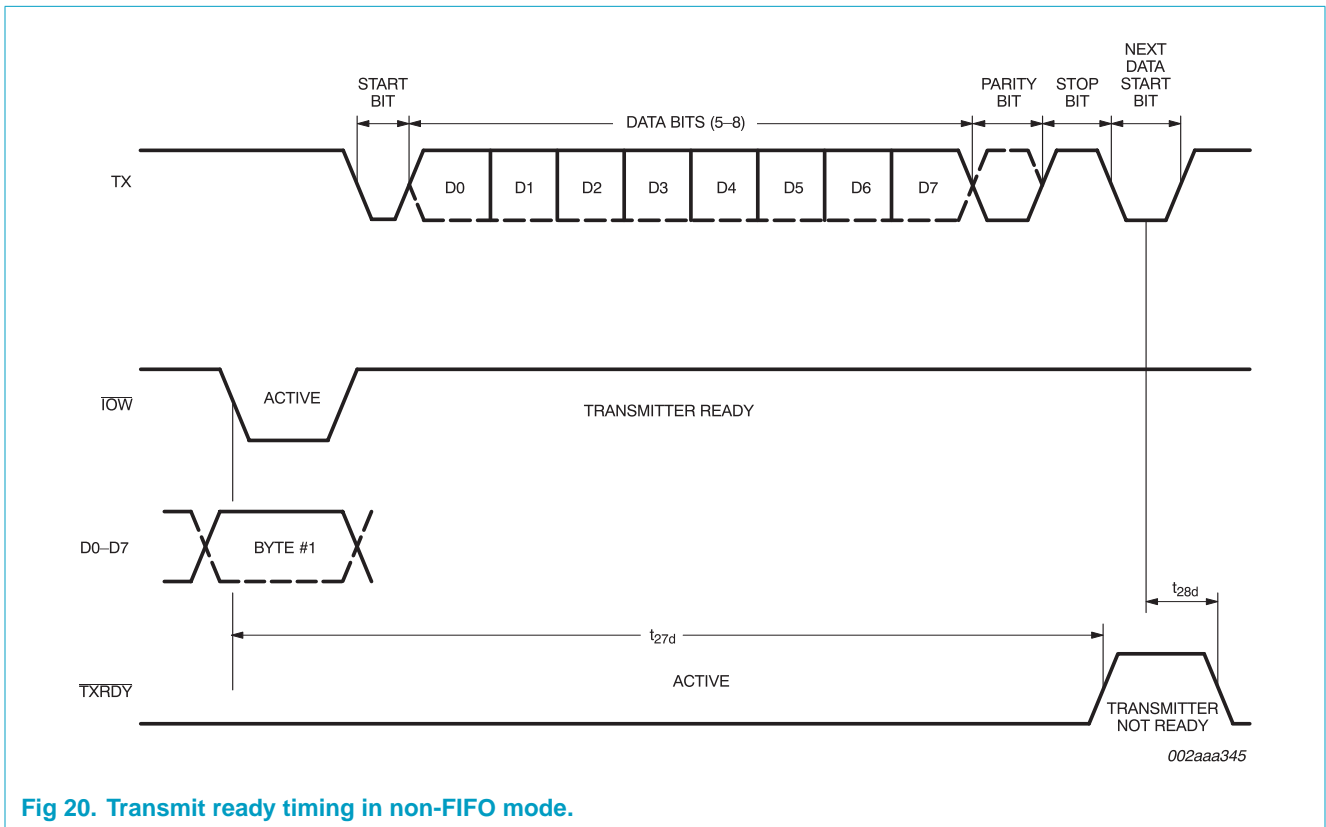 START
BIT
DATA BITS (5–8)
PARITY
BIT
STOP
BIT
NEXT
DATA
START
BIT
TX
D0
D1
D2
D3
D4
D5
D6
D7
IOW
ACTIVE
TRANSMITTER READY
D0–D7
BYTE #1
t28d
t27d
TXRDY
ACTIVE
TRANSMITTER
NOT READY
002aaa345
Fig 20. Transmit ready timing in non-FIFO mode.